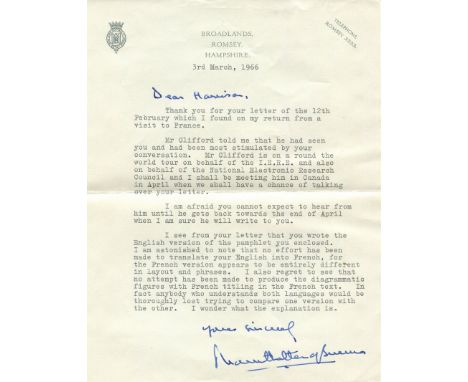 BROADLANDS,
ROMSEY,
HAMPSHIRE.
TELEPHONE
ROMSEY 3333.
3rd March, 1966
Dear Harrison,
Thank you for your letter of the 12th
February which I found on my return from a
visit to France.
Mr Clifford told me that he had seen
you and had been most stimulated by your
conversation. Mr Clifford is on a round the
world tour on behalf of the I.E.R.E. and also
on behalf of the National Electronic Research
Council and I shall be meeting him in Canada
in April when we shall have a chance of talking
over your letter.
I am afraid you cannot expect to hear from
him until he gets back towards the end of April
when I am sure he will write to you.
I see from your letter that you wrote the
English version of the pamphlet you enclosed.
I am astonished to note that no effort has been
made to translate your English into French, for
the French version appears to be entirely different
in layout and phrases. I also regret to see that
no attempt has been made to produce the diagrammatic
figures with French titling in the French text. In
fact anybody who understands both languages would be
thoroughly lost trying to compare one version with
the other. I wonder what the explanation is.
Yours sincerely
Mountbatten of Burma